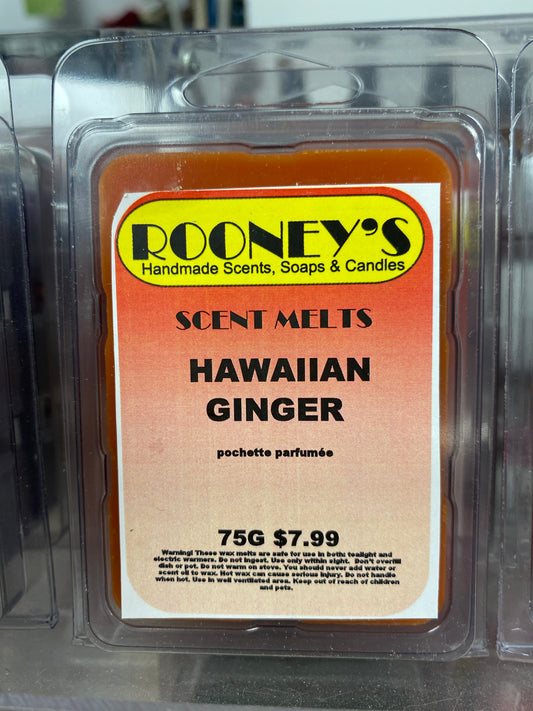 ROONEY'S
Handmade Scents, Soaps & Candles
SCENT MELTS
HAWAIIAN
GINGER
pochette parfumée
75G $7.99
Warning! These wax melts are safe for use in both: tealight and
electric warmers. Do not ingest. Use only within sight. Don't overfill
dish or pot. Do not warm on stove. You should never add water or
scent oil to wax. Hot wax can cause serious injury. Do not handle
when hot. Use in well ventilated area. Keep out of reach of children
and pets.